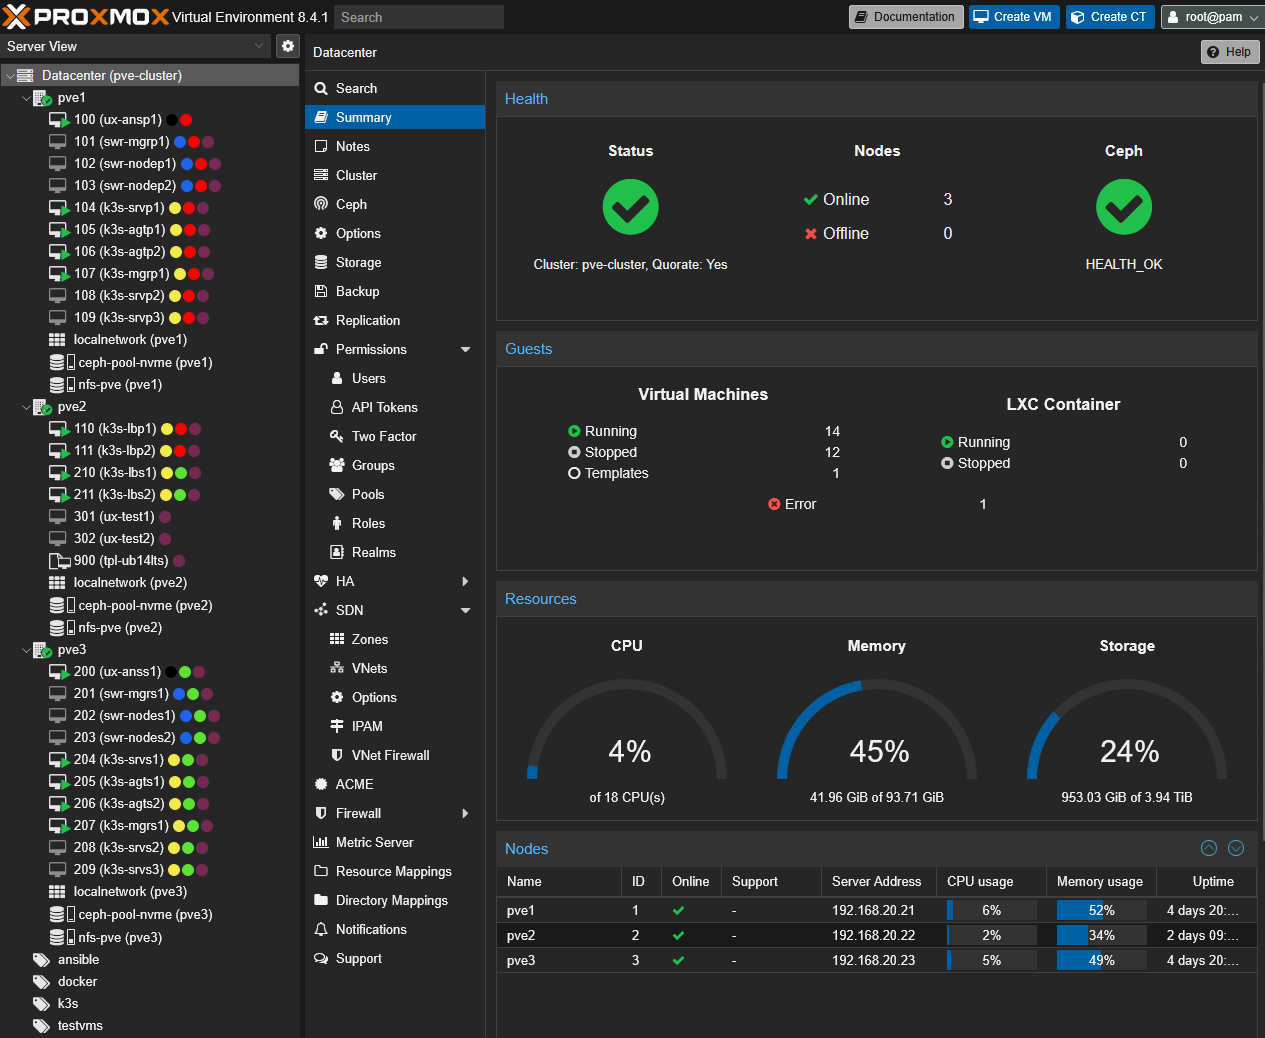 PROXMOX Virtual Environment 8.4.1 Search Documentation Create VM Create CT root@pam
Server View
Datacenter (pve-cluster)
pve1
100 (ux-ansp1)
101 (swr-mgrp1)
102 (swr-nodep1)
103 (swr-nodep2)
104 (k3s-srvp1)
105 (k3s-agtp1)
106 (k3s-agtp2)
107 (k3s-mgrp1)
108 (k3s-srvp2)
109 (k3s-srvp3)
localnetwork (pve1)
ceph-pool-nvme (pve1)
nfs-pve (pve1)
pve2
110 (k3s-lbp1)
111 (k3s-lbp2)
210 (k3s-lbs1)
211 (k3s-lbs2)
301 (ux-test1)
302 (ux-test2)
900 (tpl-ub14lts)
localnetwork (pve2)
ceph-pool-nvme (pve2)
nfs-pve (pve2)
pve3
200 (ux-anss1)
201 (swr-mgrs1)
202 (swr-nodes1)
203 (swr-nodes2)
204 (k3s-srvs1)
205 (k3s-agts1)
206 (k3s-agts2)
207 (k3s-mgrs1)
208 (k3s-srvs2)
209 (k3s-srvs3)
localnetwork (pve3)
ceph-pool-nvme (pve3)
nfs-pve (pve3)
ansible
docker
k3s
testvms
Datacenter
Help
Search
Summary
Notes
Cluster
Ceph
Options
Storage
Backup
Replication
Permissions
Users
API Tokens
Two Factor
Groups
Pools
Roles
Realms
HA
SDN
Zones
VNets
Options
IPAM
VNet Firewall
ACME
Firewall
Metric Server
Resource Mappings
Directory Mappings
Notifications
Support
Health
Status Nodes Ceph
Online 3
Offline 0
Cluster: pve-cluster, Quorate: Yes HEALTH_OK
Guests
Virtual Machines
Running 14
Stopped 12
Templates 1
LXC Container
Running 0
Stopped 0
Error 1
Resources
CPU Memory Storage
4% 45% 24%
of 18 CPU(s) 41.96 GiB of 93.71 GiB 953.03 GiB of 3.94 TiB
Nodes
Name ID Online Support Server Address CPU usage Memory usage Uptime
pve1 1 - 192.168.20.21 6% 52% 4 days 20:...
pve2 2 - 192.168.20.22 2% 34% 2 days 09:...
pve3 3 - 192.168.20.23 5% 49% 4 days 20:...